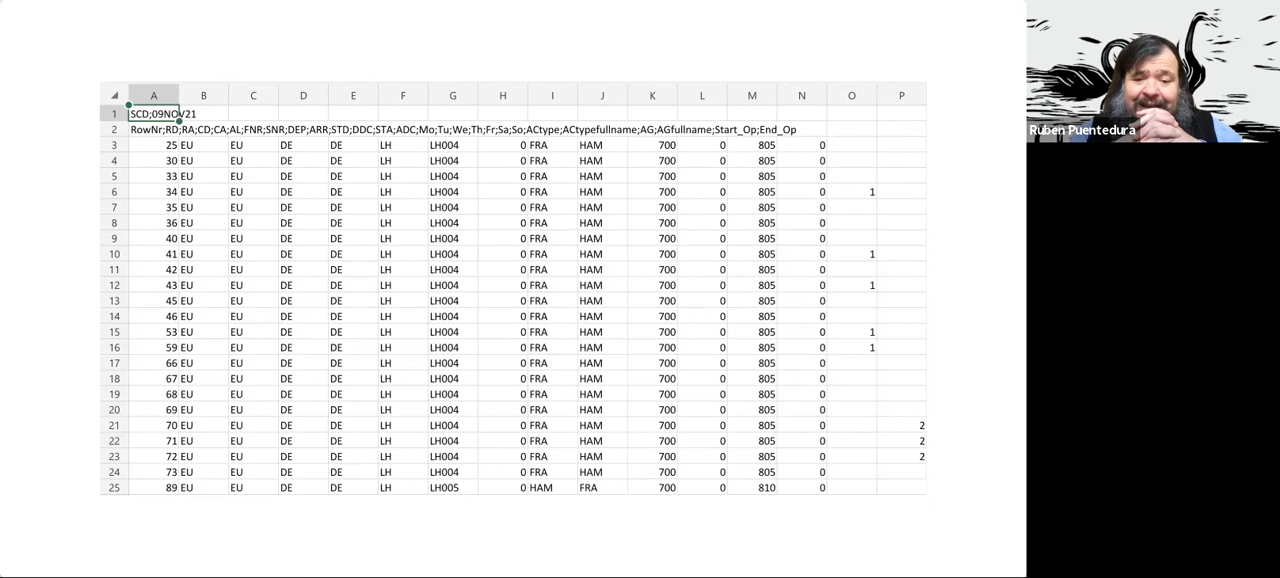 A B C D E F G H I J K L M N O P
1 SCD;09NOV21
2 RowNr;RD;RA;CD;CA;AL;FNR;SNR;DEP;ARR;STD;DDC;STA;ADC;Mo;Tu;We;Th;Fr;Sa;So;ACtype;ACtypefullname;AG;AGfullname;Start_Op;End_Op
3 25 EU EU DE DE LH LH004 0 FRA HAM 700 0 805 0
4 30 EU EU DE DE LH LH004 0 FRA HAM 700 0 805 0
5 33 EU EU DE DE LH LH004 0 FRA HAM 700 0 805 0
6 34 EU EU DE DE LH LH004 0 FRA HAM 700 0 805 0 1
7 35 EU EU DE DE LH LH004 0 FRA HAM 700 0 805 0
8 36 EU EU DE DE LH LH004 0 FRA HAM 700 0 805 0
9 40 EU EU DE DE LH LH004 0 FRA HAM 700 0 805 0
10 41 EU EU DE DE LH LH004 0 FRA HAM 700 0 805 0 1
11 42 EU EU DE DE LH LH004 0 FRA HAM 700 0 805 0
12 43 EU EU DE DE LH LH004 0 FRA HAM 700 0 805 0 1
13 45 EU EU DE DE LH LH004 0 FRA HAM 700 0 805 0
14 46 EU EU DE DE LH LH004 0 FRA HAM 700 0 805 0
15 53 EU EU DE DE LH LH004 0 FRA HAM 700 0 805 0 1
16 59 EU EU DE DE LH LH004 0 FRA HAM 700 0 805 0 1
17 66 EU EU DE DE LH LH004 0 FRA HAM 700 0 805 0
18 67 EU EU DE DE LH LH004 0 FRA HAM 700 0 805 0
19 68 EU EU DE DE LH LH004 0 FRA HAM 700 0 805 0
20 69 EU EU DE DE LH LH004 0 FRA HAM 700 0 805 0
21 70 EU EU DE DE LH LH004 0 FRA HAM 700 0 805 0 2
22 71 EU EU DE DE LH LH004 0 FRA HAM 700 0 805 0 2
23 72 EU EU DE DE LH LH004 0 FRA HAM 700 0 805 0 2
24 73 EU EU DE DE LH LH004 0 FRA HAM 700 0 805 0
25 89 EU EU DE DE LH LH005 0 HAM FRA 700 0 810 0
Ruben Puentedura